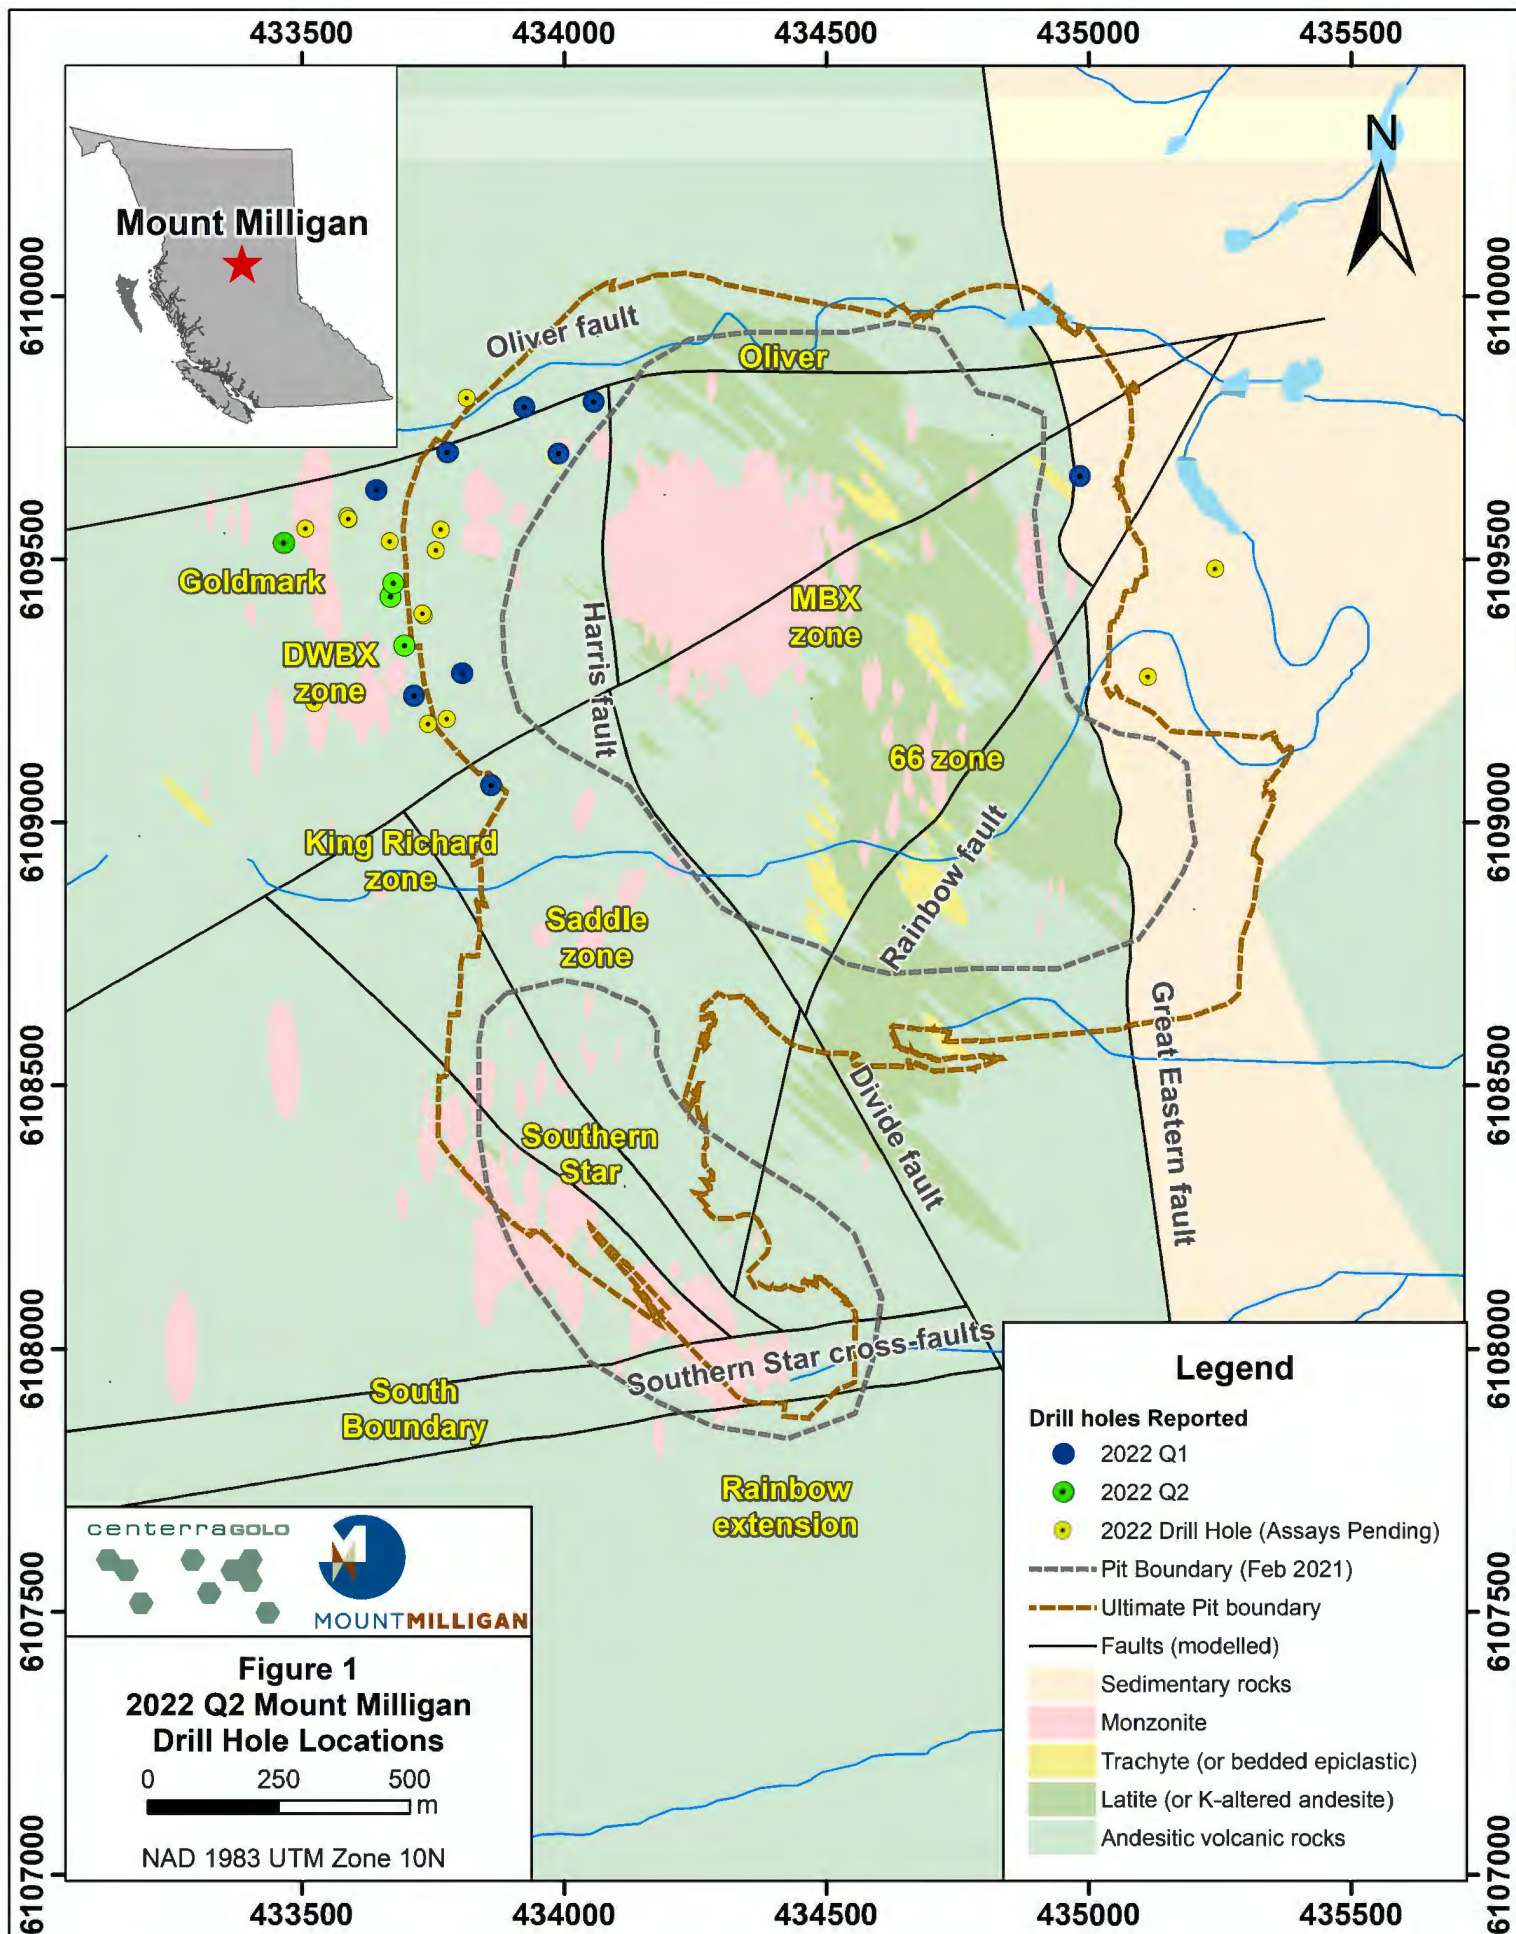 433500 434000 434500 435000 435500
Mount Milligan
N
6110000
6110000
Oliver fault
Oliver
6109500
6109500
Goldmark
MBX
zone
Harris fault
DWBX
zone
66 zone
6109000
6109000
King Richard
zone
Rainbow fault
Saddle
zone
Great Eastern fault
6108500
6108500
Divide fault
Southern
Star
6108000
6108000
Southern Star cross-faults
South
Boundary
Rainbow
extension
6107500
6107500
6107000
6107000
Legend
Drill holes Reported
2022 Q1
2022 Q2
2022 Drill Hole (Assays Pending)
Pit Boundary (Feb 2021)
Ultimate Pit boundary
Faults (modelled)
Sedimentary rocks
Monzonite
Trachyte (or bedded epiclastic)
Latite (or K-altered andesite)
Andesitic volcanic rocks
centerraGOLD
M
MOUNTMILLIGAN
Figure 1
2022 Q2 Mount Milligan
Drill Hole Locations
0 250 500
m
NAD 1983 UTM Zone 10N
433500 434000 434500 435000 435500